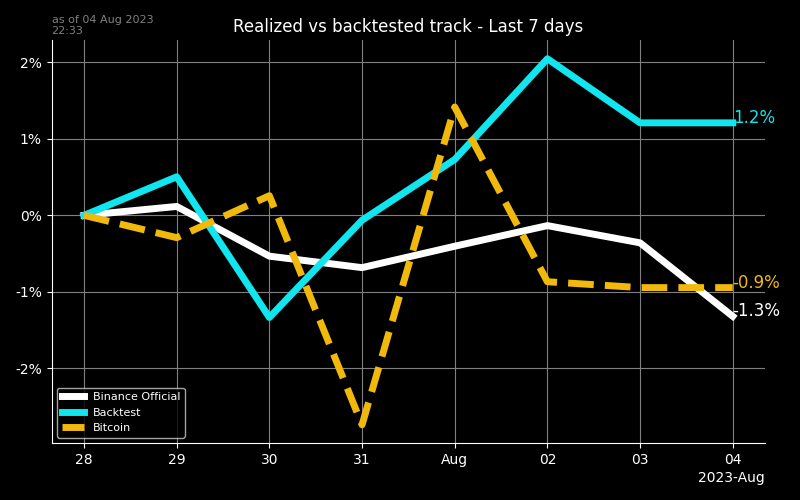 as of 04 Aug 2023
22:33
Realized vs backtested track - Last 7 days
2%
1%
0%
-1%
-2%
1.2%
-0.9%
-1.3%
Binance Official
Backtest
Bitcoin
28 29 30 31 Aug 02 03 04
2023-Aug